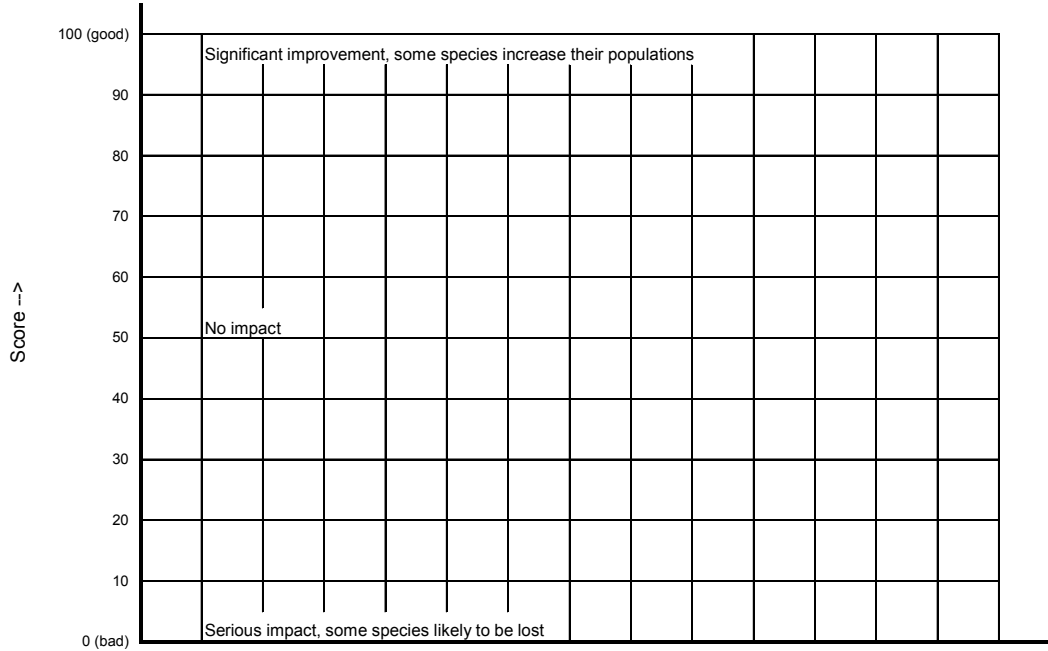 100 (good)
Significant improvement, some species increase their populations
90
80
70
60
Score -->
No impact
50
40
30
20
10
Serious impact, some species likely to be lost
0 (bad)